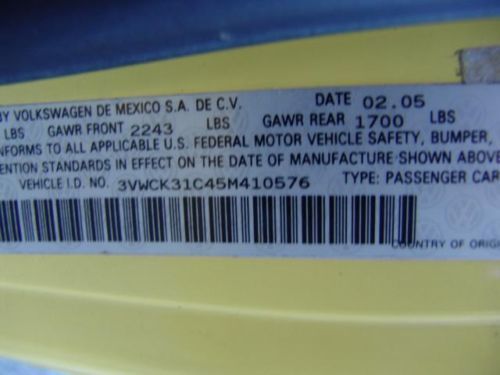 BY VOLKSWAGEN DE MEXICO S.A. DE C.V. DATE 02.05
LBS GAWR FRONT 2243 LBS GAWR REAR 1700 LBS
NFORMS TO ALL APPLICABLE U.S. FEDERAL MOTOR VEHICLE SAFETY, BUMPER,
ENTION STANDARDS IN EFFECT ON THE DATE OF MANUFACTURE SHOWN ABOVE
VEHICLE I.D. NO. 3VWCK31C45M410576 TYPE: PASSENGER CAR
COUNTRY OF ORIGI